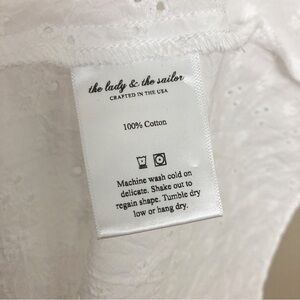 the lady & the sailor
CRAFTED IN THE USA
100% Cotton
Machine wash cold on
delicate. Shake out to
regain shape. Tumble dry
low or hang dry.